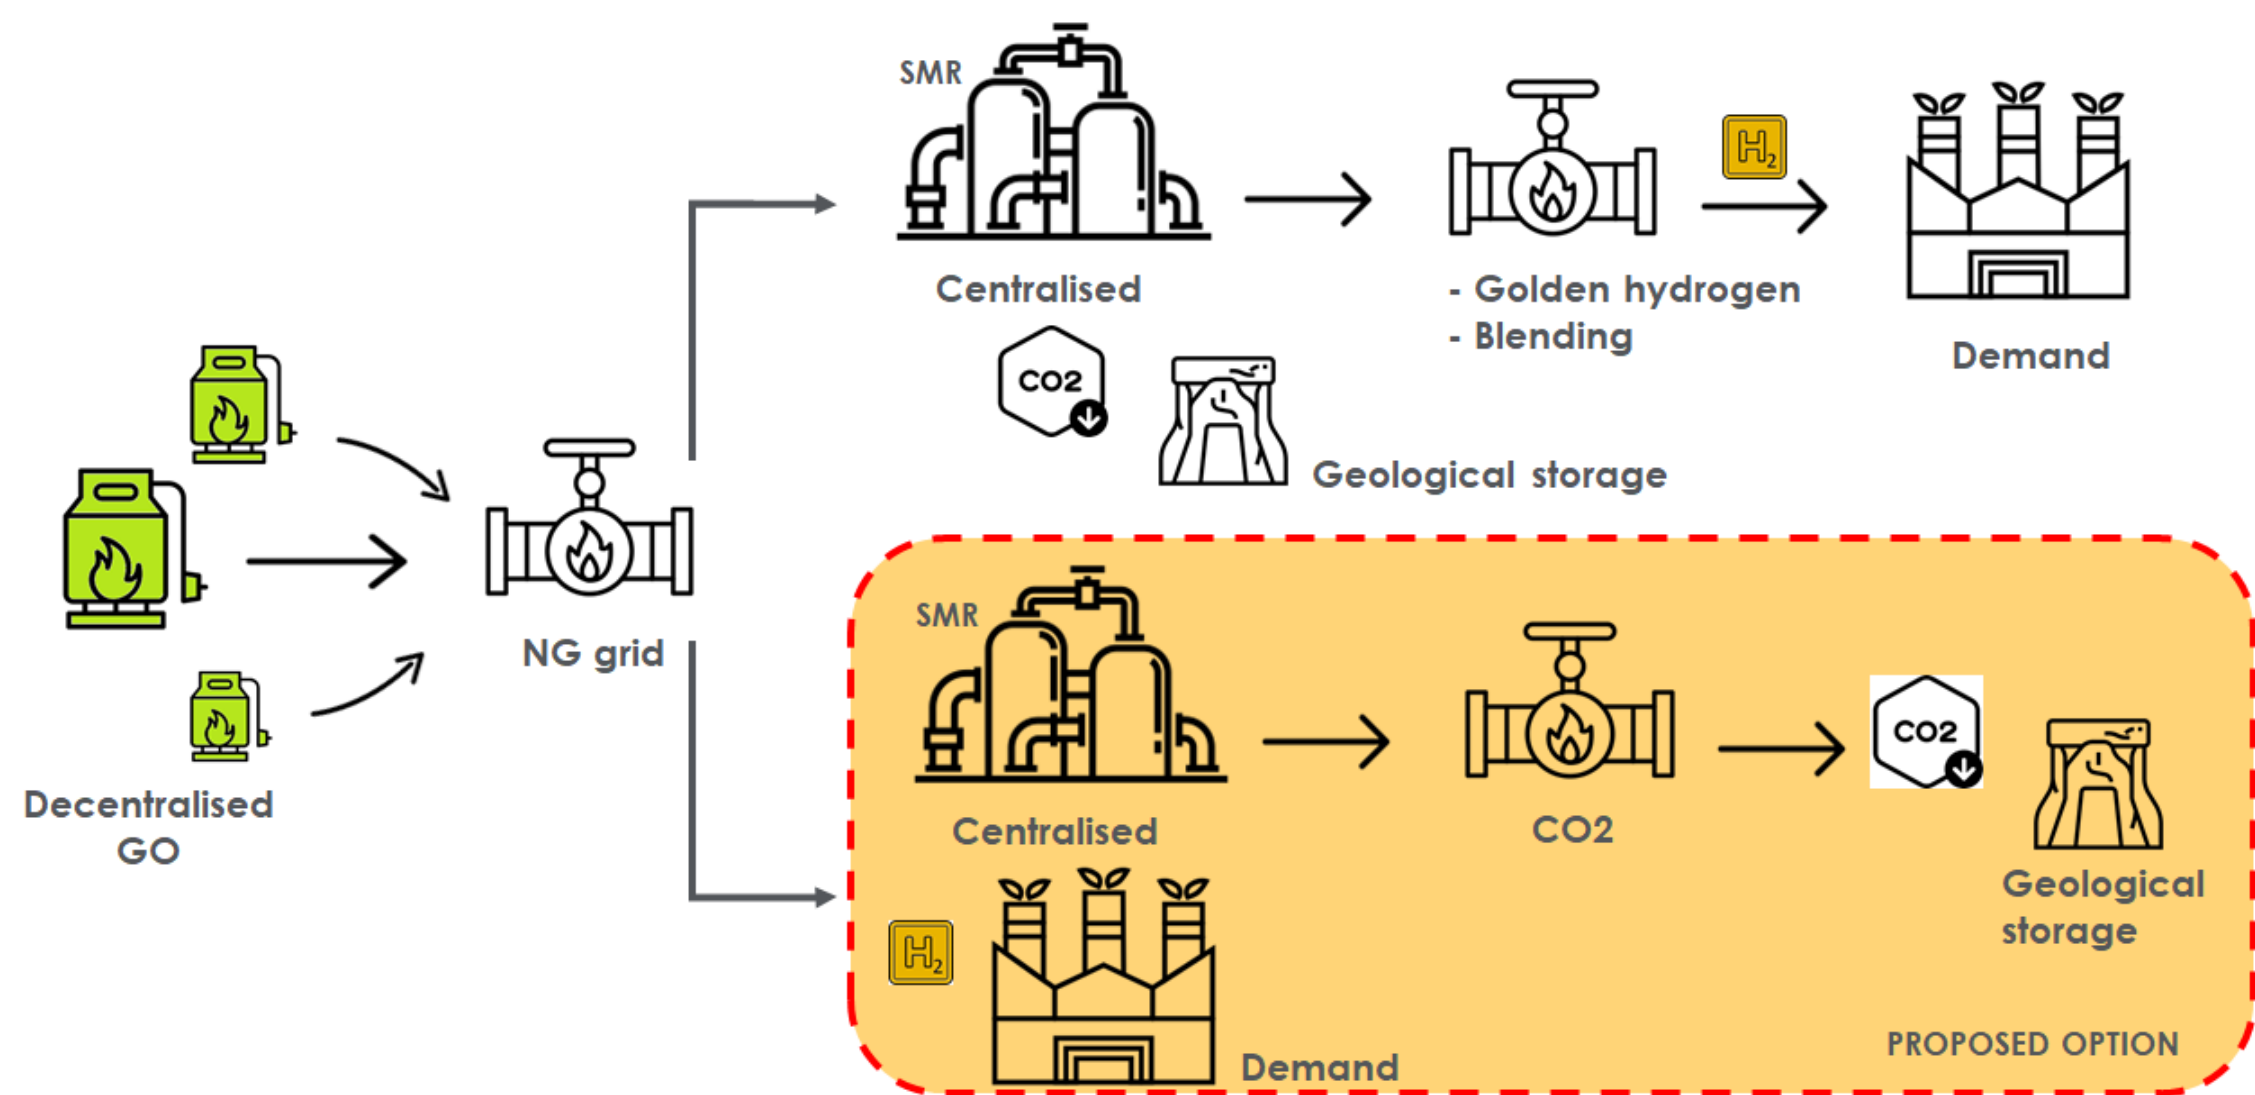 SMR
H2
Centralised
- Golden hydrogen
- Blending
Demand
CO2
Geological storage
NG grid
Decentralised
GO
SMR
Centralised
CO2
CO2
Geological
storage
H2
Demand
PROPOSED OPTION